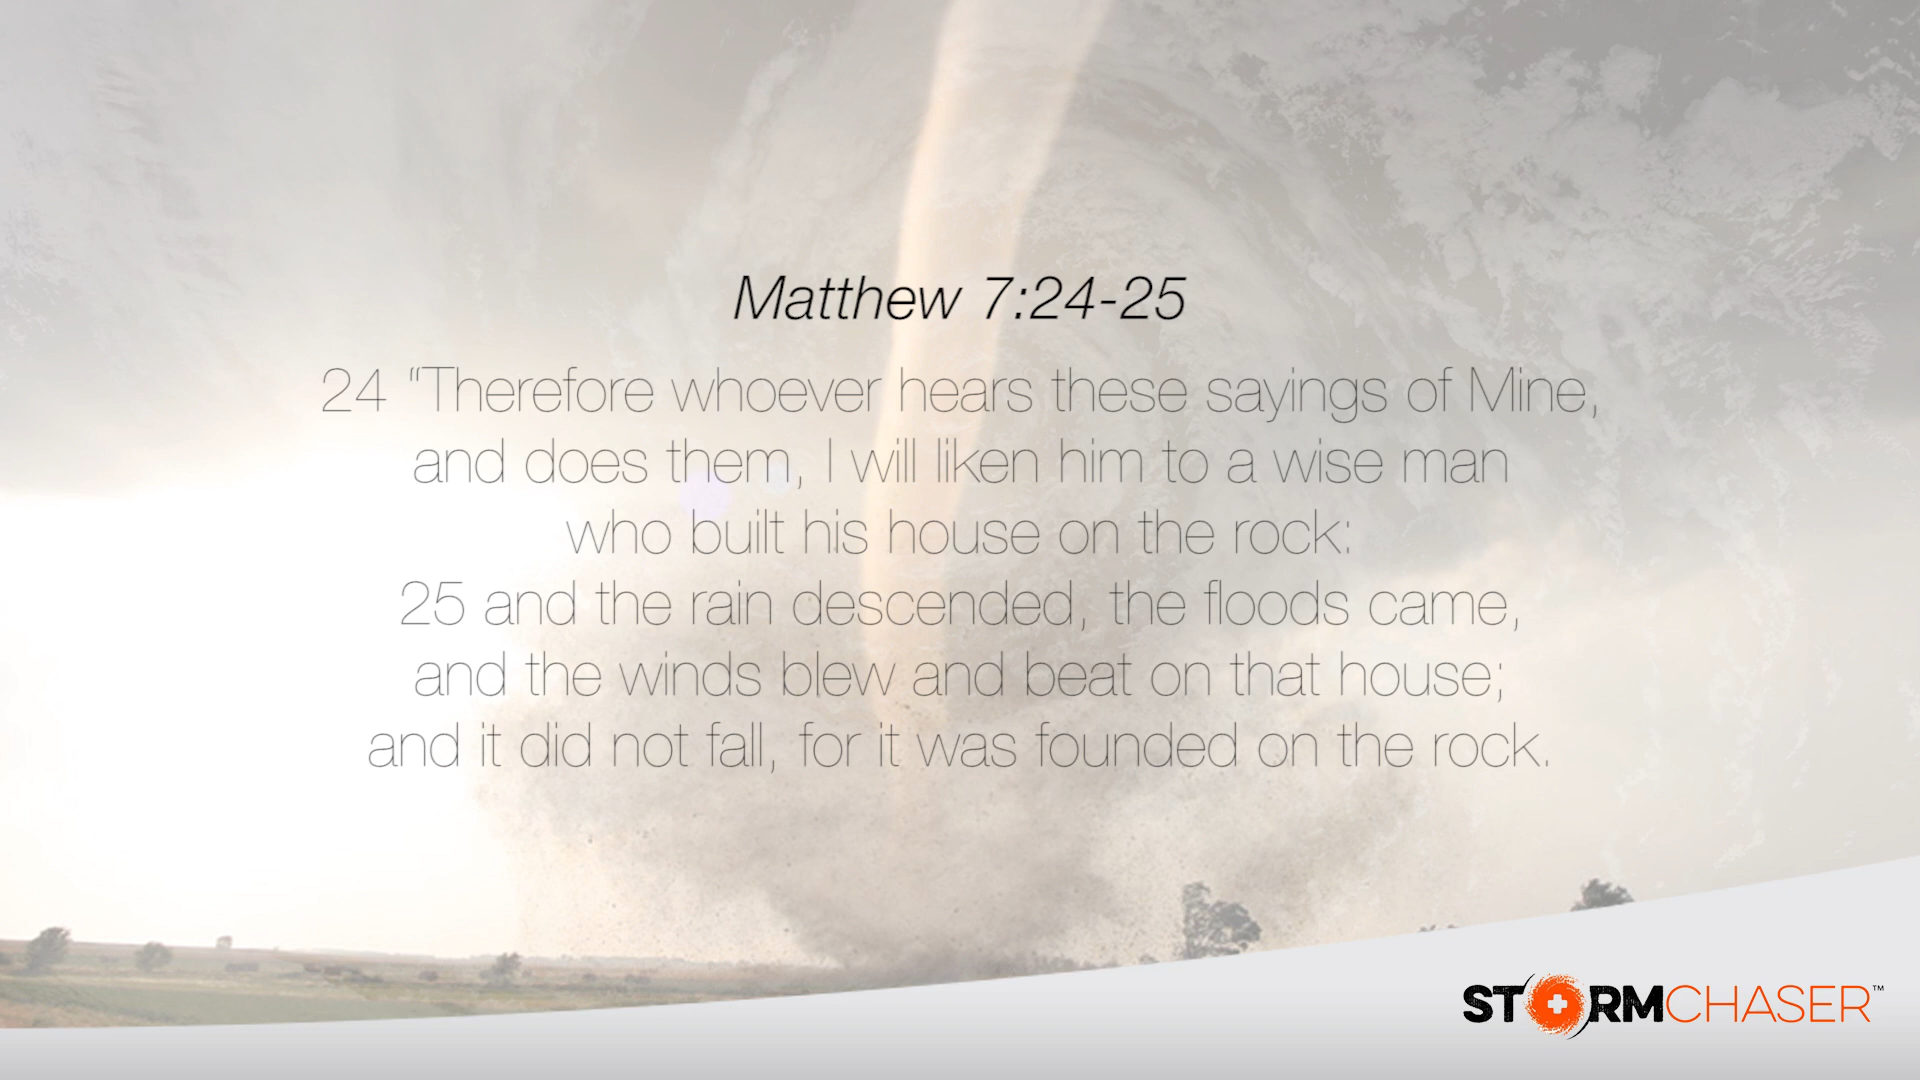 Matthew 7:24-25
24 “Therefore whoever hears these sayings of Mine,
and does them, I will liken him to a wise man
who built his house on the rock:
25 and the rain descended, the floods came,
and the winds blew and beat on that house;
and it did not fall, for it was founded on the rock.
STORMCHASER™